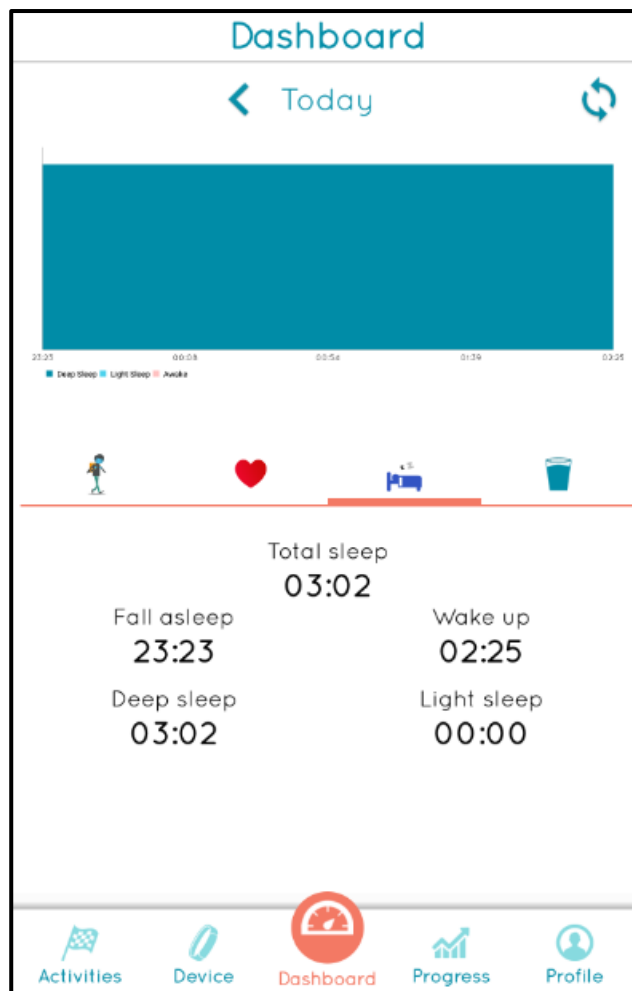 Dashboard
Today
23:23 00:08 00:54 01:39 02:25
Deep Sleep Light Sleep Awake
Total sleep
03:02
Fall asleep Wake up
23:23 02:25
Deep sleep Light sleep
03:02 00:00
Activities Device Dashboard Progress Profile